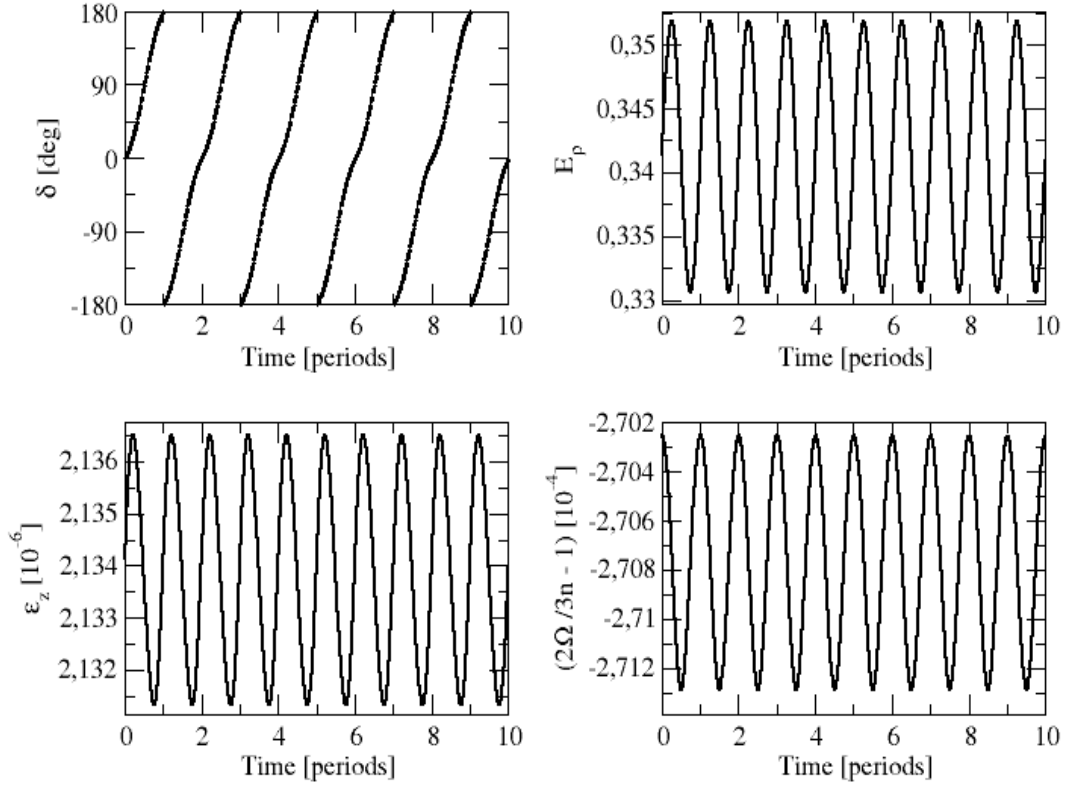 180
90
0
-90
-180
δ [deg]
0 2 4 6 8 10
Time [periods]
0,35
0,345
0,34
0,335
0,33
E_ρ
0 2 4 6 8 10
Time [periods]
2,136
2,135
2,134
2,133
2,132
ε_z [10^-6]
0 2 4 6 8 10
Time [periods]
-2,702
-2,704
-2,706
-2,708
-2,71
-2,712
(2Ω /3n - 1) [10^-4]
0 2 4 6 8 10
Time [periods]